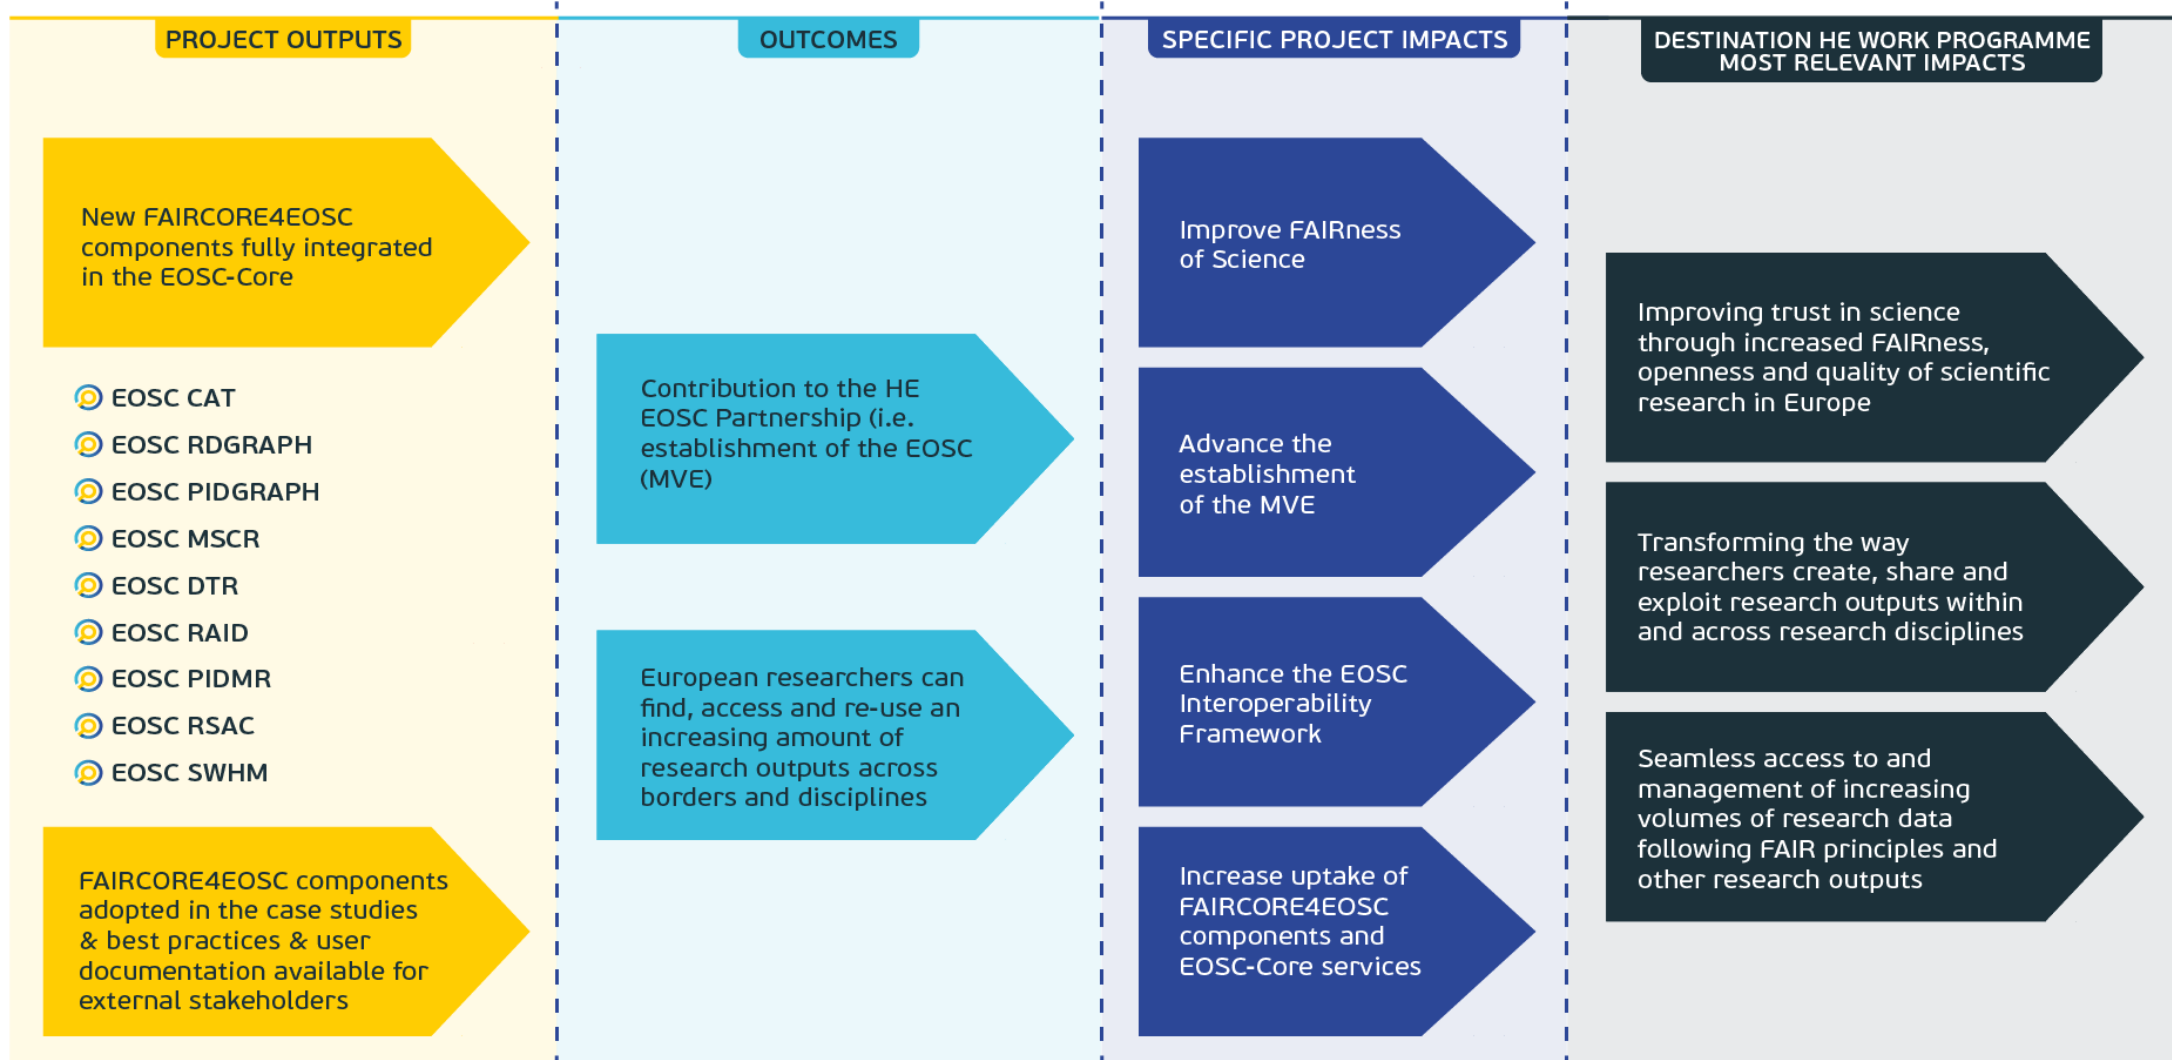 PROJECT OUTPUTS
New FAIRCORE4EOSC
components fully integrated
in the EOSC-Core
EOSC CAT
EOSC RDGRAPH
EOSC PIDGRAPH
EOSC MSCR
EOSC DTR
EOSC RAID
EOSC PIDMR
EOSC RSAC
EOSC SWHM
FAIRCORE4EOSC components
adopted in the case studies
& best practices & user
documentation available for
external stakeholders
OUTCOMES
Contribution to the HE
EOSC Partnership (i.e.
establishment of the EOSC
(MVE)
European researchers can
find, access and re-use an
increasing amount of
research outputs across
borders and disciplines
SPECIFIC PROJECT IMPACTS
Improve FAIRness
of Science
Advance the
establishment
of the MVE
Enhance the EOSC
Interoperability
Framework
Increase uptake of
FAIRCORE4EOSC
components and
EOSC-Core services
DESTINATION HE WORK PROGRAMME
MOST RELEVANT IMPACTS
Improving trust in science
through increased FAIRness,
openness and quality of scientific
research in Europe
Transforming the way
researchers create, share and
exploit research outputs within
and across research disciplines
Seamless access to and
management of increasing
volumes of research data
following FAIR principles and
other research outputs